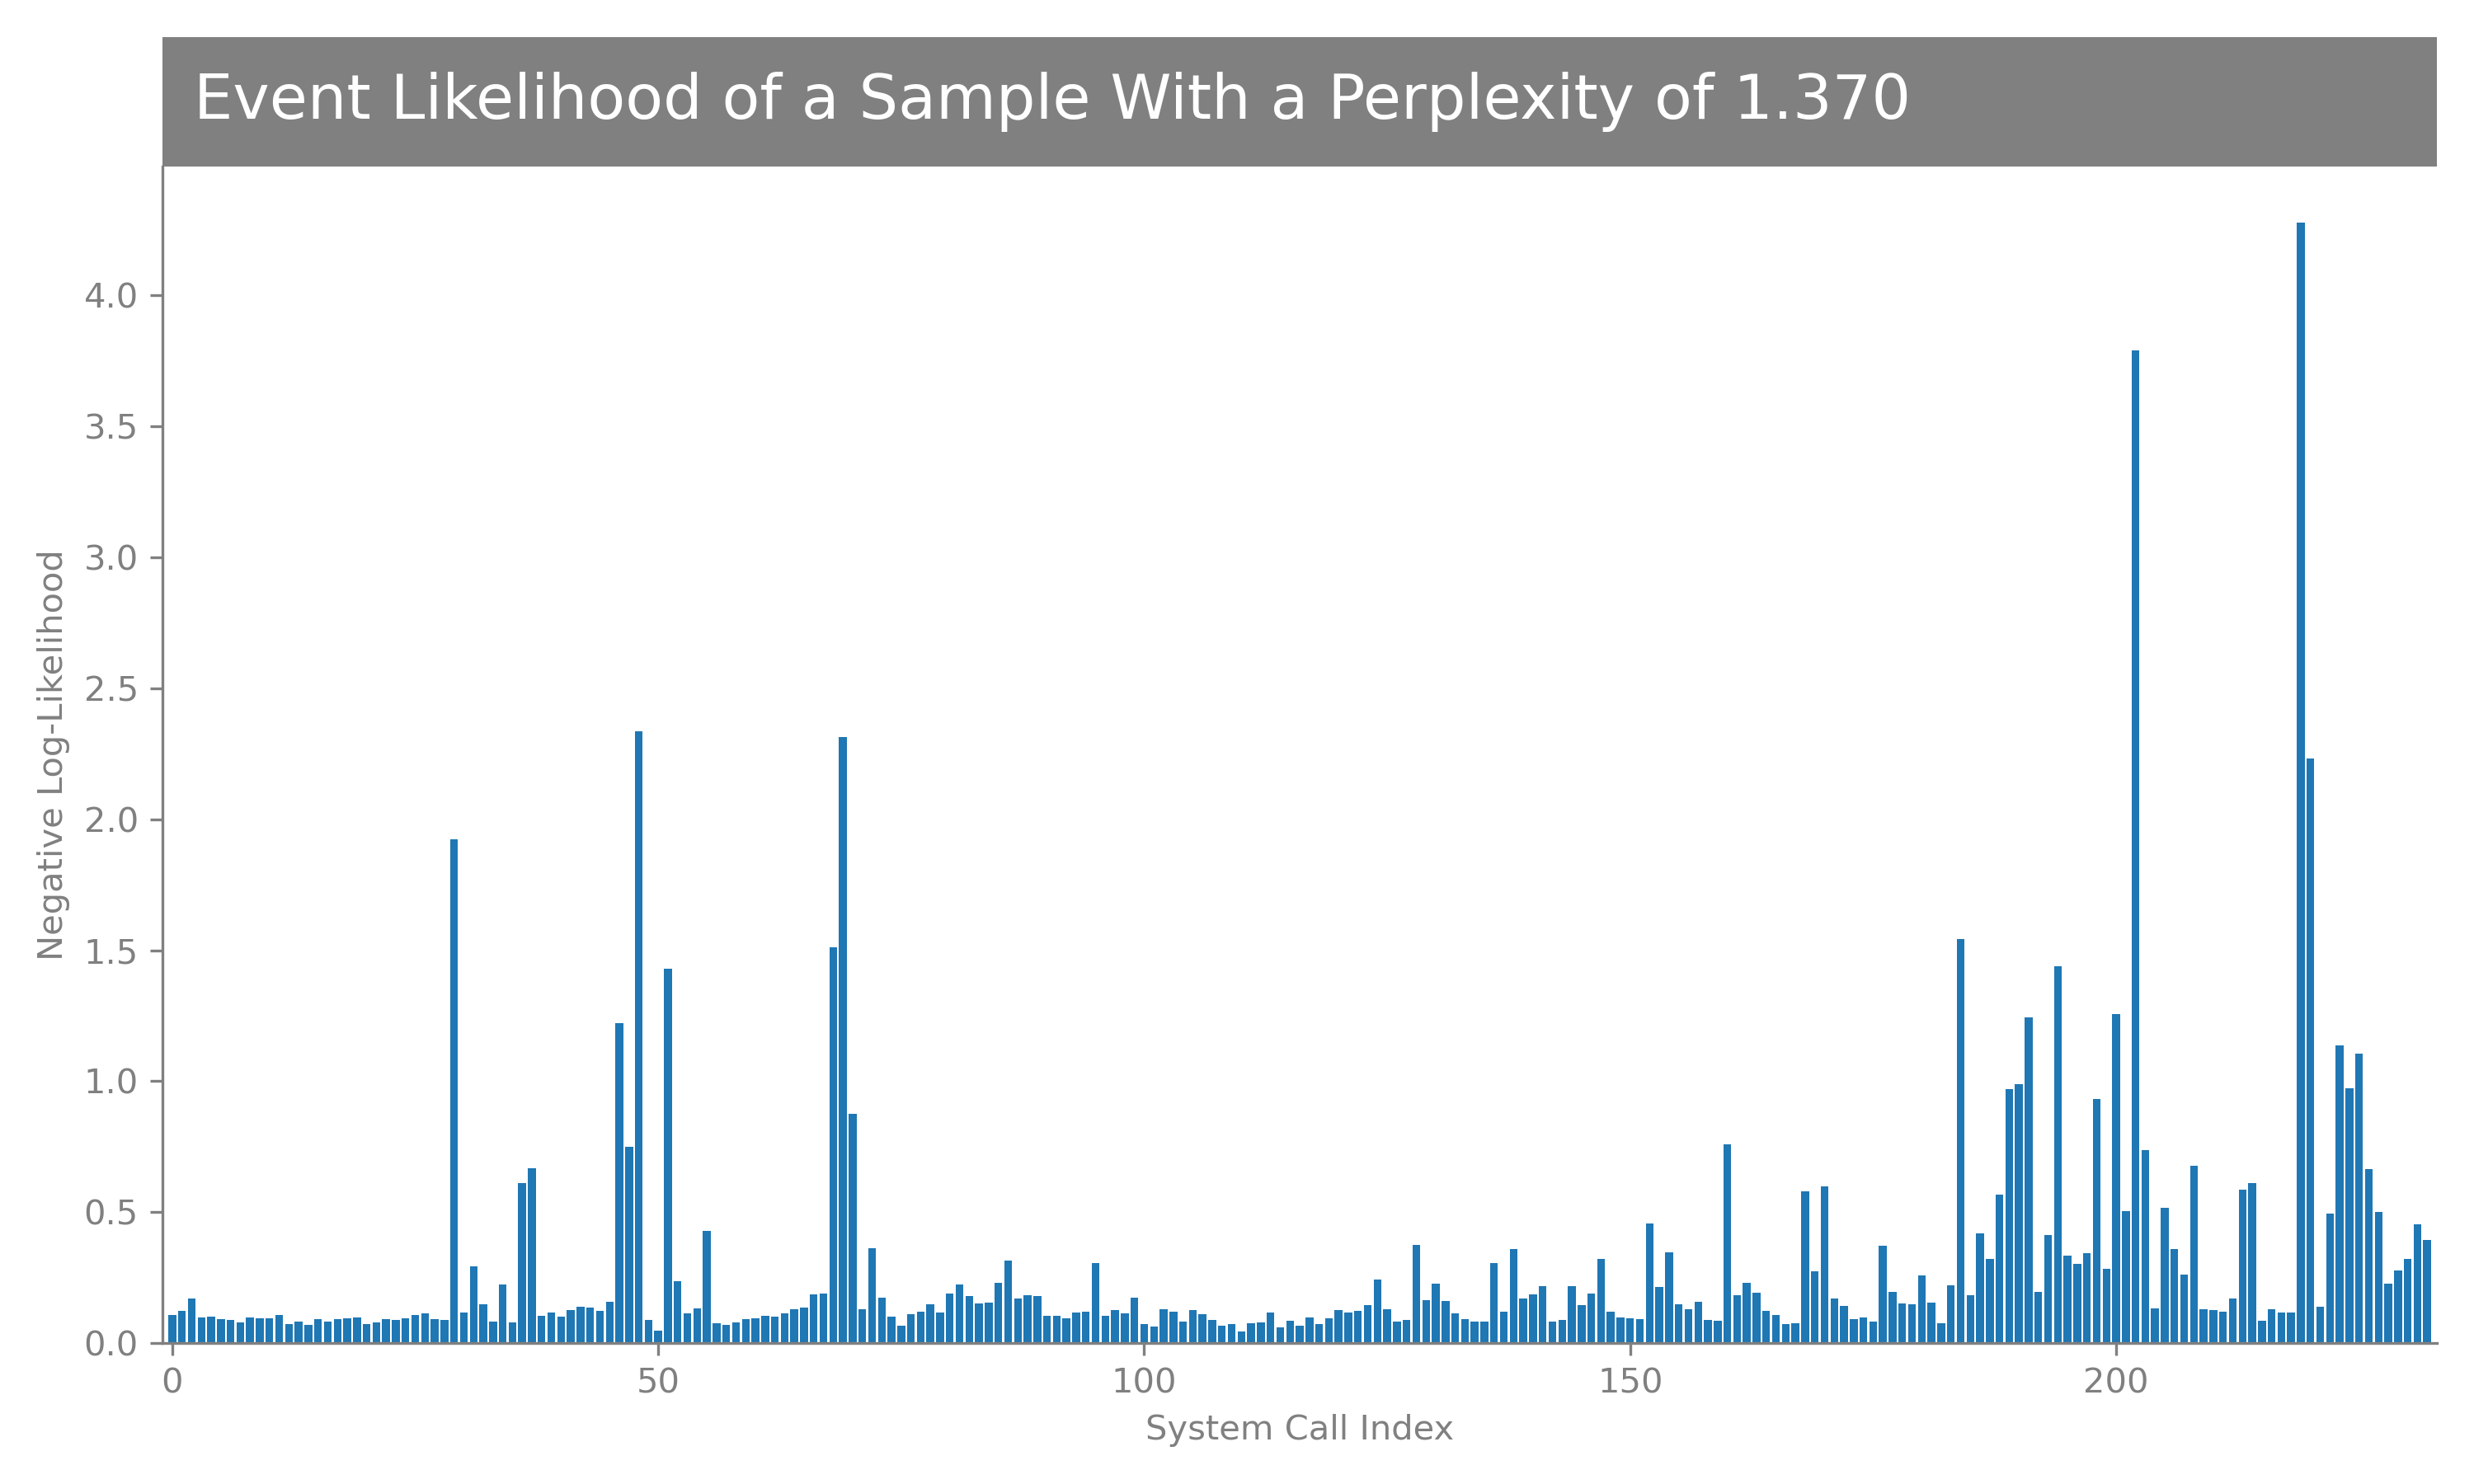 Event Likelihood of a Sample With a Perplexity of 1.370
Negative Log-Likelihood
4.0
3.5
3.0
2.5
2.0
1.5
1.0
0.5
0.0
0 50 100 150 200
System Call Index